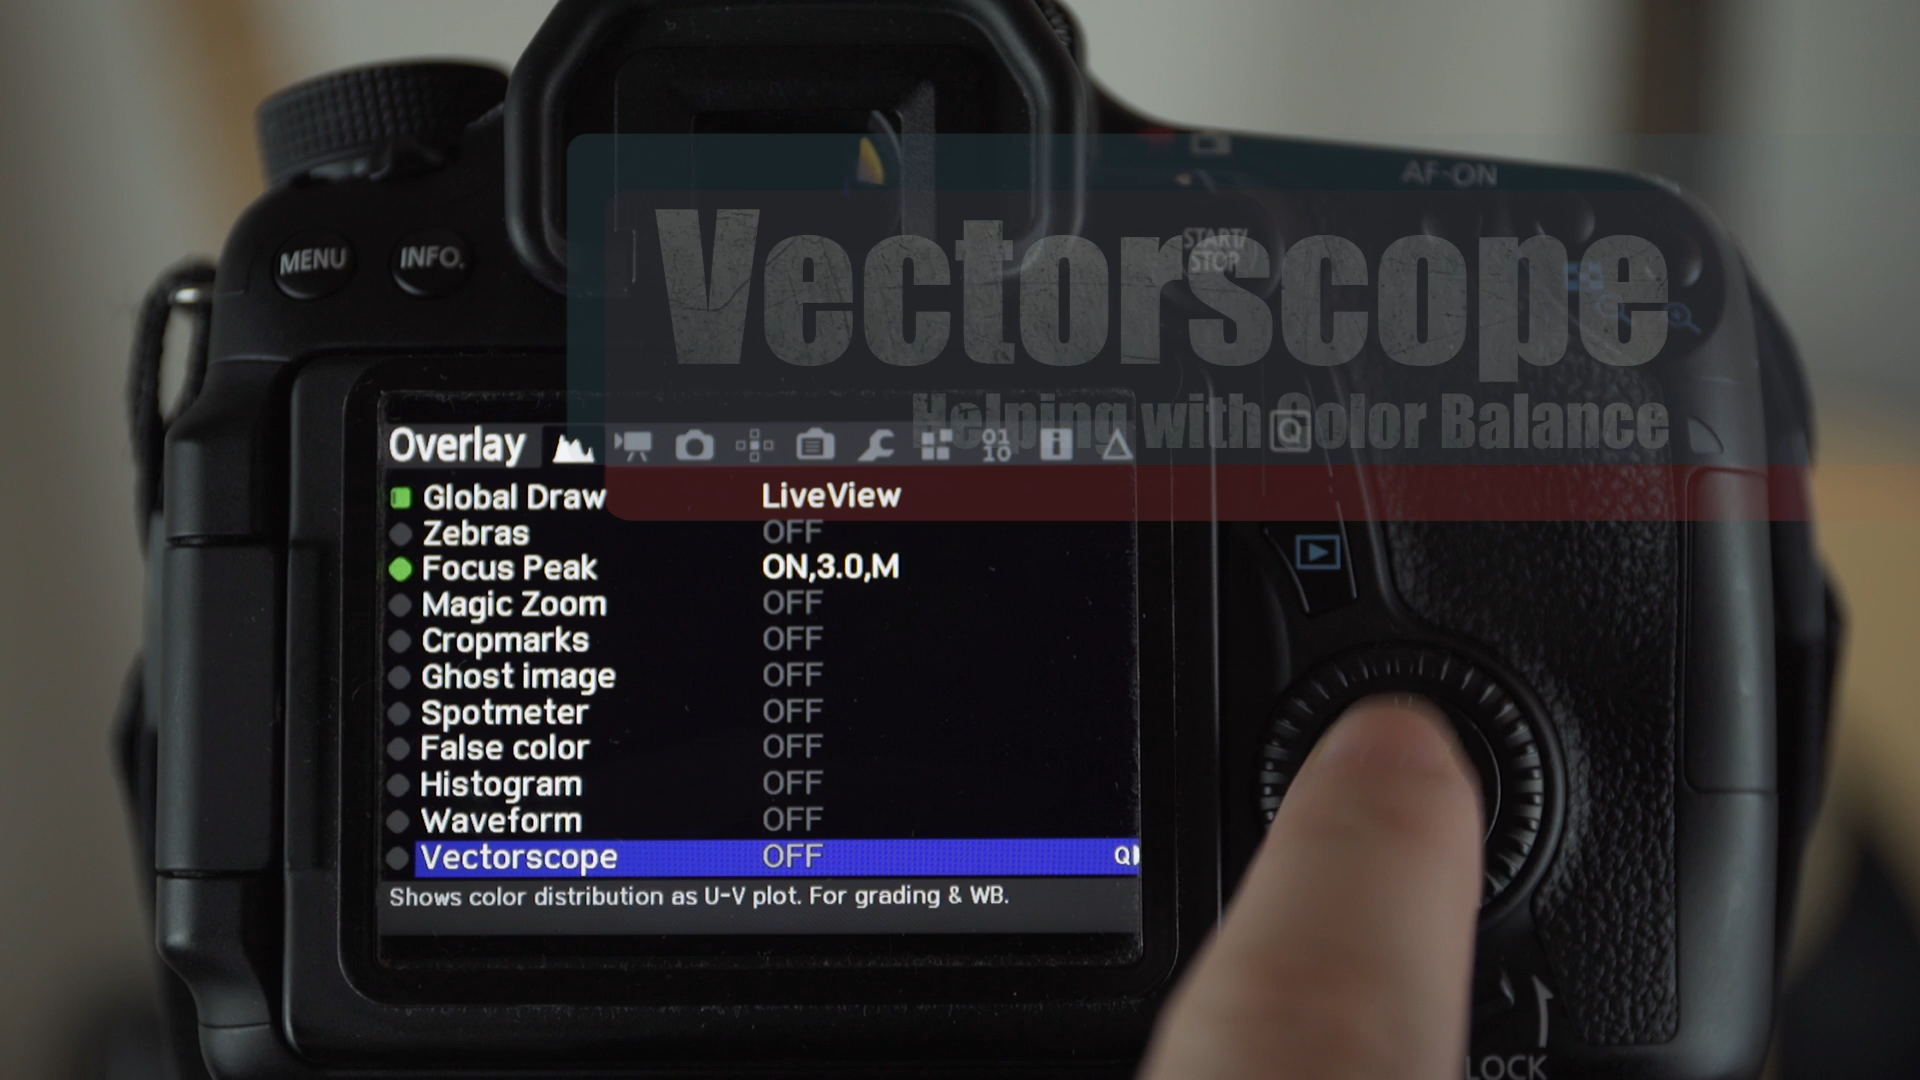 AF-ON
MENU
INFO.
START/
STOP
Vectorscope
Helping with Color Balance
Q
Overlay
Global Draw LiveView
Zebras OFF
Focus Peak ON,3.0,M
Magic Zoom OFF
Cropmarks OFF
Ghost image OFF
Spotmeter OFF
False color OFF
Histogram OFF
Waveform OFF
Vectorscope OFF Q
Shows color distribution as U-V plot. For grading & WB.
LOCK